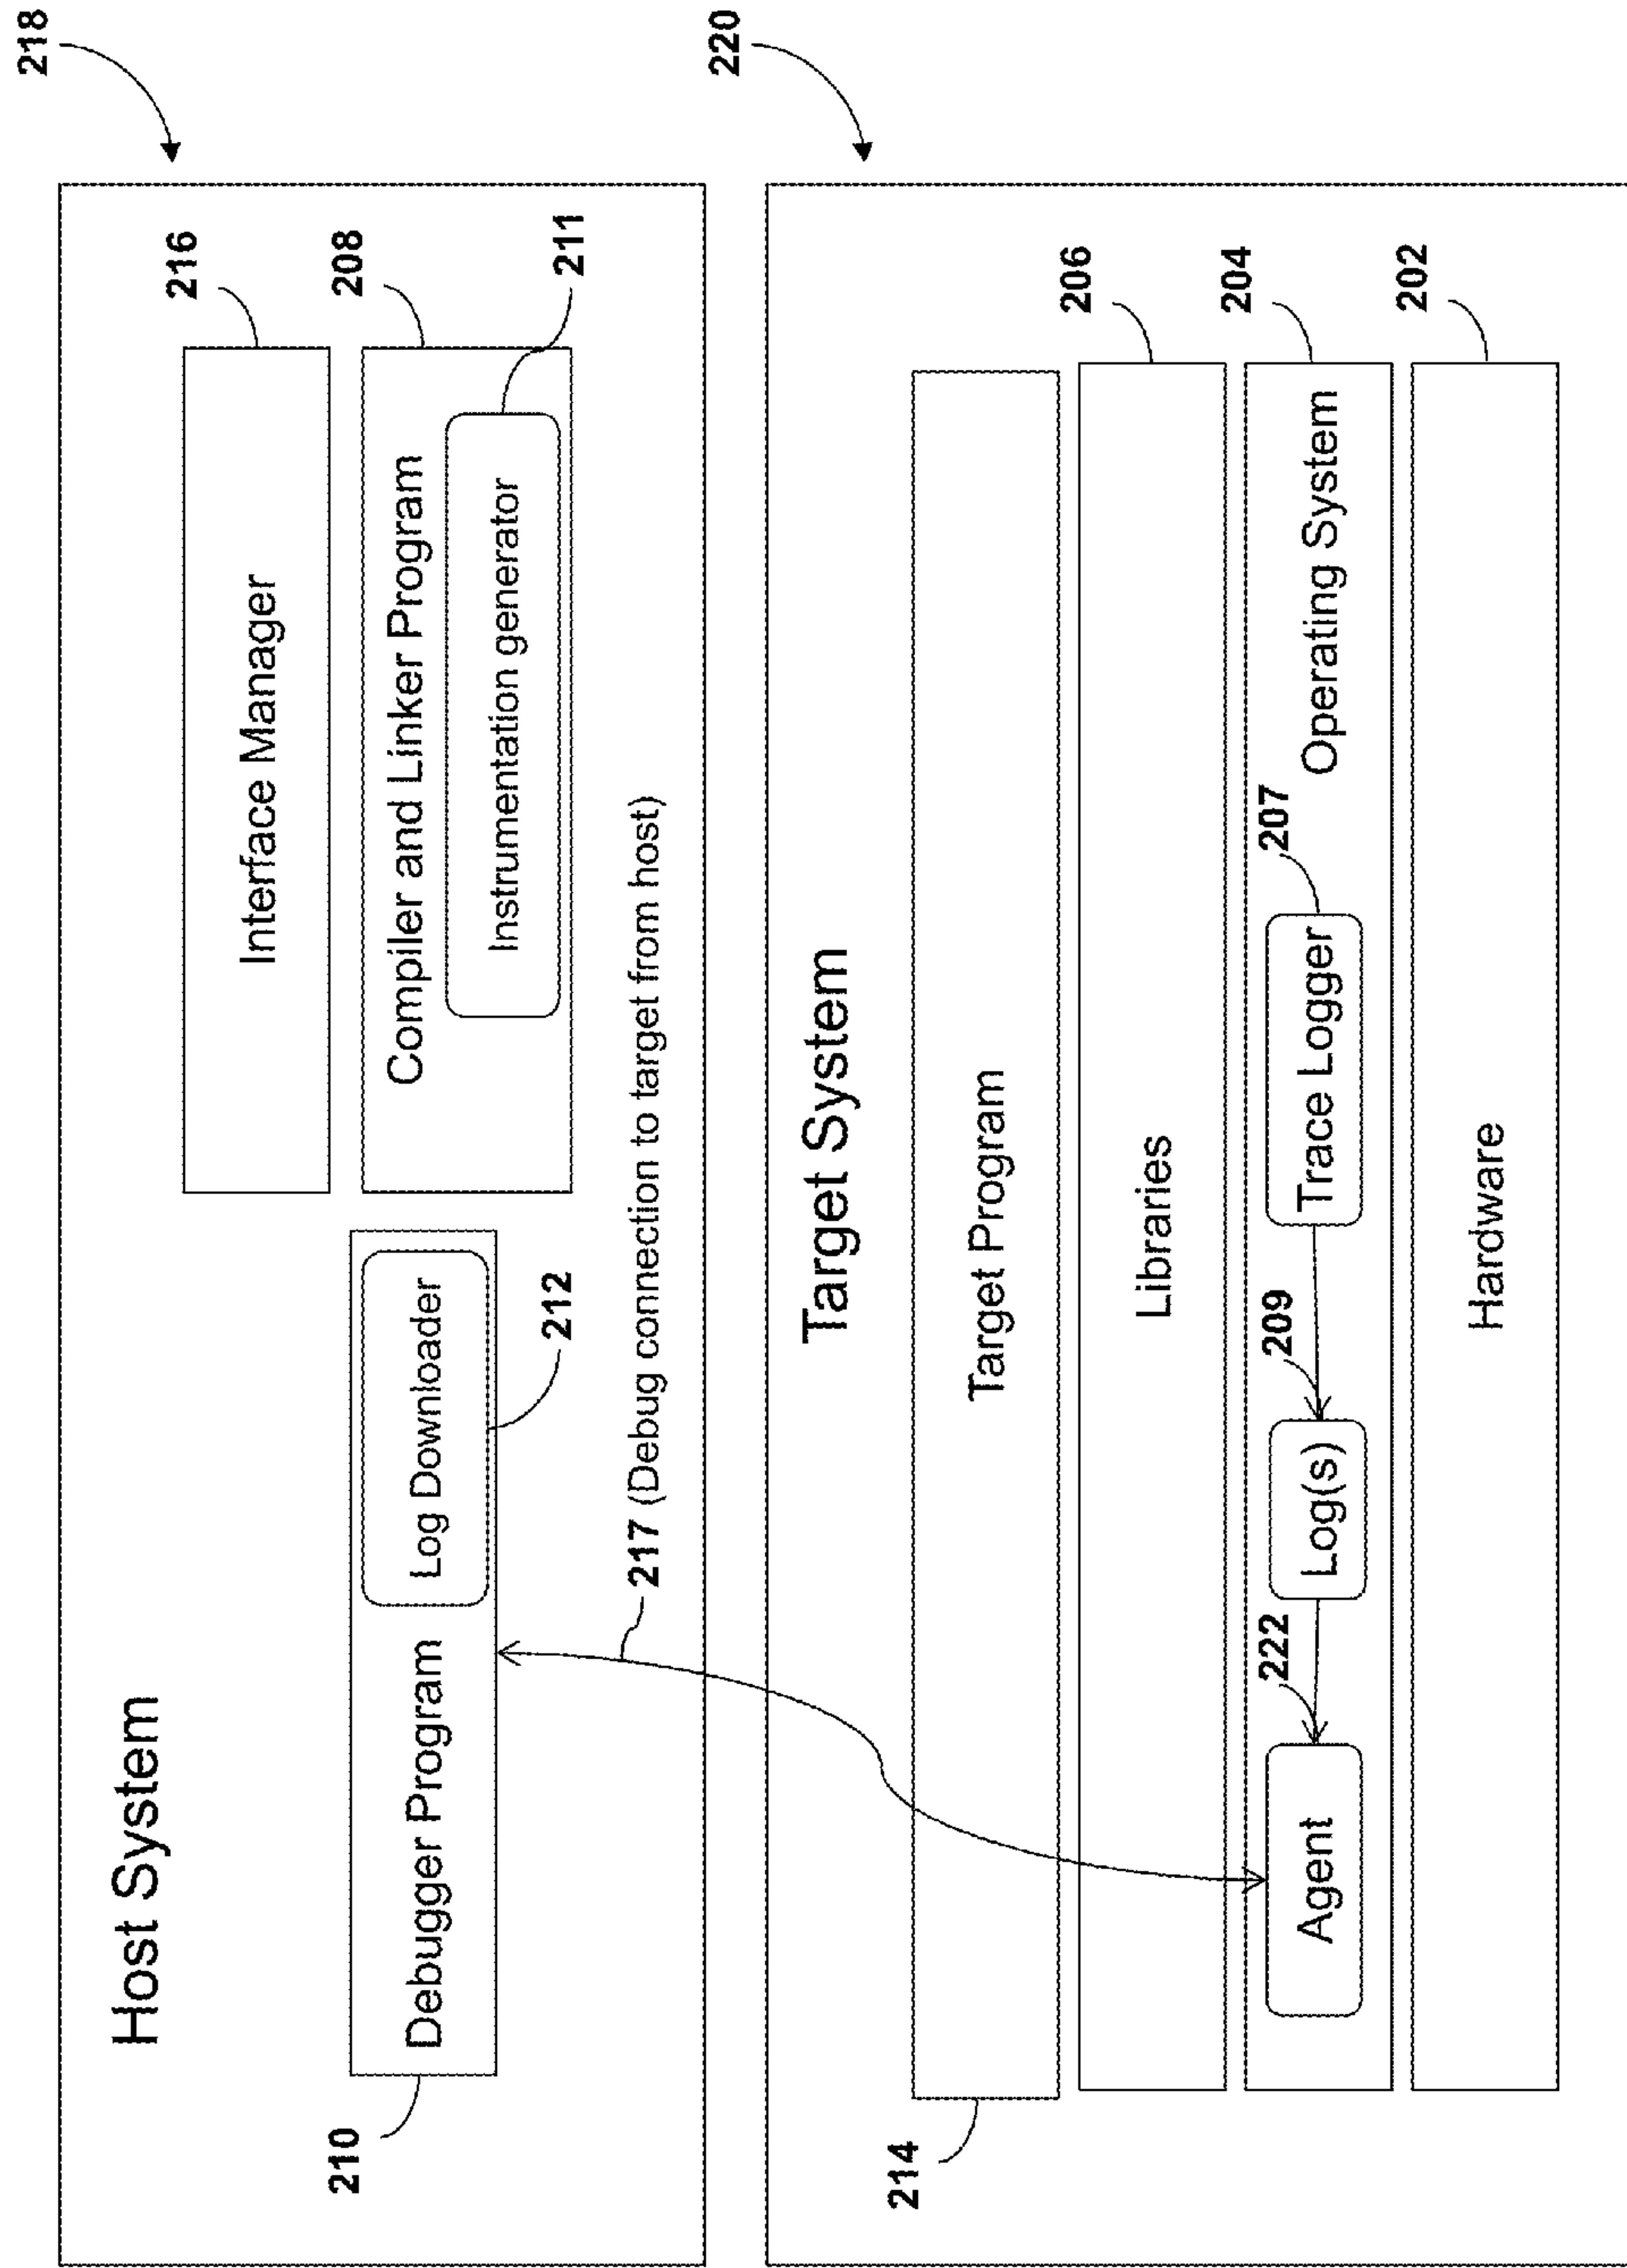 218
Host System
216
Interface Manager
208
210
Debugger Program
Log Downloader
Compiler and Linker Program
Instrumentation generator
212
211
217 (Debug connection to target from host)
220
Target System
214
Target Program
206
Libraries
222
209
207
204
Agent
Log(s)
Trace Logger
Operating System
202
Hardware